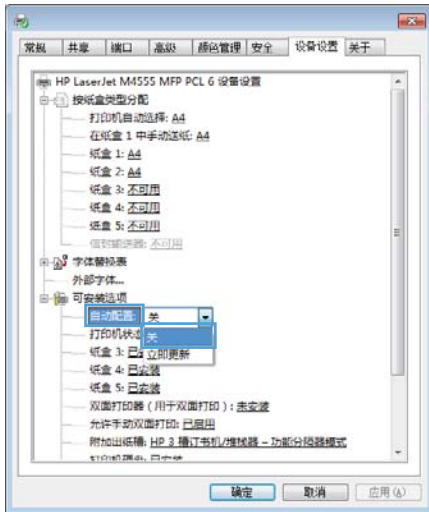 常规 共享 端口 高级 颜色管理 安全 设备设置 关于
HP LaserJet M4555 MFP PCL 6 设备设置
按纸盒类型分配
打印机自动选择: A4
在纸盒 1 中手动送纸: A4
纸盒 1: A4
纸盒 2: A4
纸盒 3: 不可用
纸盒 4: 不可用
纸盒 5: 不可用
信封输送器: 不可用
字体替换表
外部字体...
可安装选项
自动配置: 关
打印机状态 关
纸盒 3: 已 立即更新
纸盒 4: 已安装
纸盒 5: 已安装
双面打印器 ( 用于双面打印 ) : 未安装
允许手动双面打印: 已启用
附加出纸槽: HP 3 槽订书机/堆栈器 – 功能分隔器模式
打印机硬盘: 已安装
确定 取消 应用 (A)